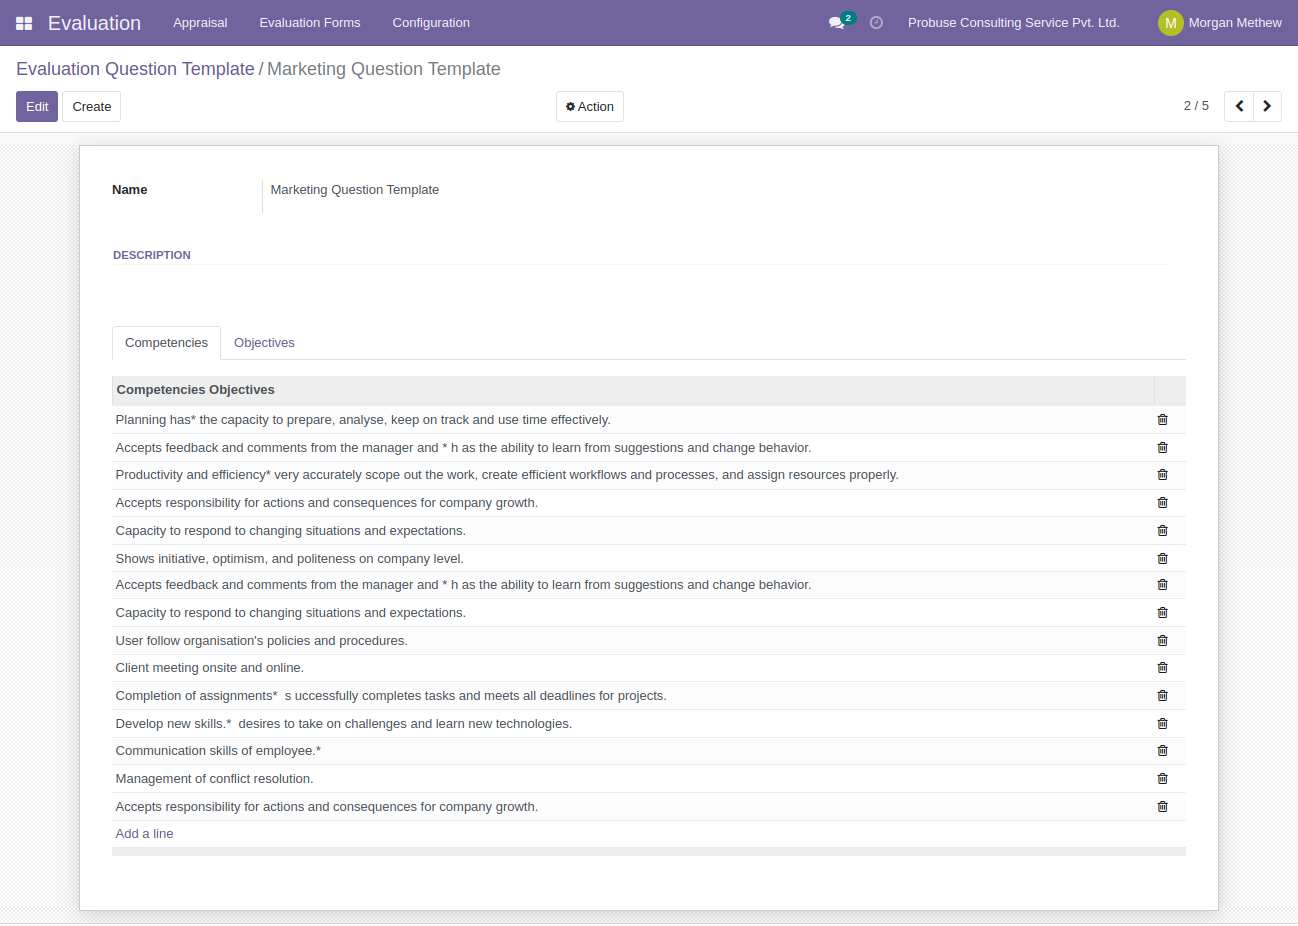 Evaluation Appraisal Evaluation Forms Configuration 2 Probuse Consulting Service Pvt. Ltd. M Morgan Methew
Evaluation Question Template / Marketing Question Template
Edit Create Action 2 / 5
Name Marketing Question Template
DESCRIPTION
Competencies Objectives
Competencies Objectives
Planning has* the capacity to prepare, analyse, keep on track and use time effectively.
Accepts feedback and comments from the manager and * h as the ability to learn from suggestions and change behavior.
Productivity and efficiency* very accurately scope out the work, create efficient workflows and processes, and assign resources properly.
Accepts responsibility for actions and consequences for company growth.
Capacity to respond to changing situations and expectations.
Shows initiative, optimism, and politeness on company level.
Accepts feedback and comments from the manager and * h as the ability to learn from suggestions and change behavior.
Capacity to respond to changing situations and expectations.
User follow organisation's policies and procedures.
Client meeting onsite and online.
Completion of assignments*  s uccessfully completes tasks and meets all deadlines for projects.
Develop new skills.*  desires to take on challenges and learn new technologies.
Communication skills of employee.*
Management of conflict resolution.
Accepts responsibility for actions and consequences for company growth.
Add a line